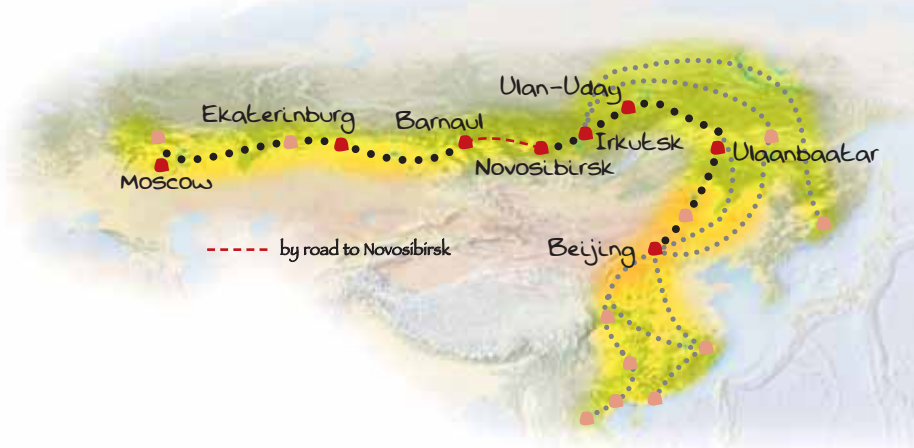 Ulan-Uday
Ekaterinburg
Barnaul
Irkutsk
Ulaanbaatar
Novosibirsk
Moscow
by road to Novosibirsk
Beijing